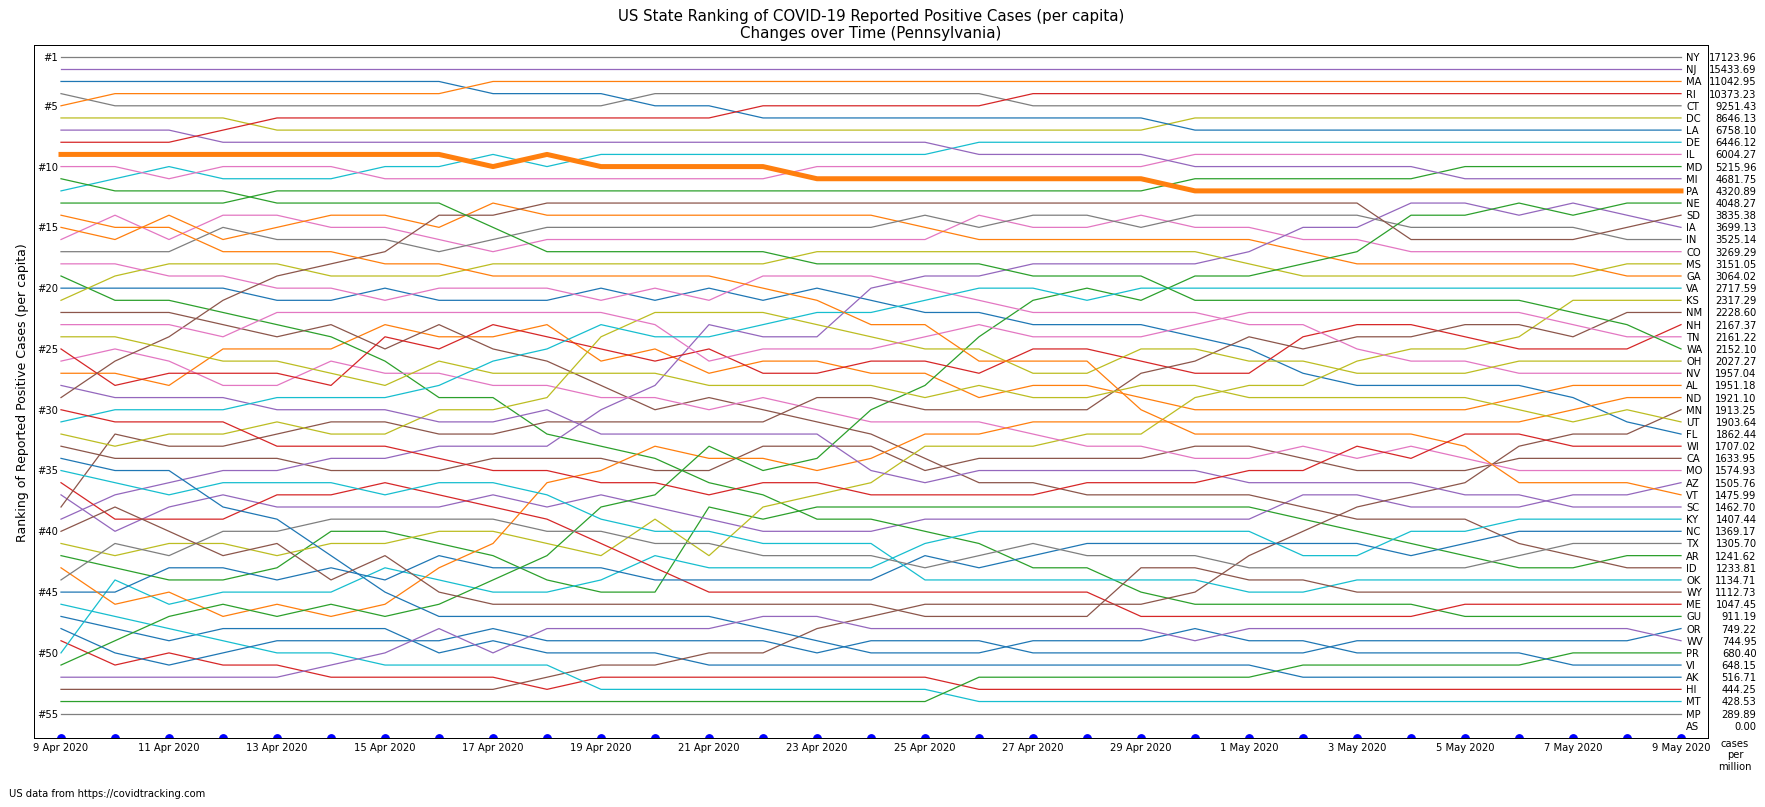 US State Ranking of COVID-19 Reported Positive Cases (per capita)
Changes over Time (Pennsylvania)
Ranking of Reported Positive Cases (per capita)
#1
#5
#10
#15
#20
#25
#30
#35
#40
#45
#50
#55
NY 17123.96
NJ 15433.69
MA 11042.95
RI 10373.23
CT 9251.43
DC 8646.13
LA 6758.10
DE 6446.12
IL 6004.27
MD 5215.96
MI 4681.75
PA 4320.89
NE 4048.27
SD 3835.38
IA 3699.13
IN 3525.14
CO 3269.29
MS 3151.05
GA 3064.02
VA 2717.59
KS 2317.29
NM 2228.60
NH 2167.37
TN 2161.22
WA 2152.10
OH 2027.27
NV 1957.04
AL 1951.18
ND 1921.10
MN 1913.25
UT 1903.64
FL 1862.44
WI 1707.02
CA 1633.95
MO 1574.93
AZ 1505.76
VT 1475.99
SC 1462.70
KY 1407.44
NC 1369.17
TX 1305.70
AR 1241.62
ID 1233.81
OK 1134.71
WY 1112.73
ME 1047.45
GU 911.19
OR 749.22
WV 744.95
PR 680.40
VI 648.15
AK 516.71
HI 444.25
MT 428.53
MP 289.89
AS 0.00
9 Apr 2020 11 Apr 2020 13 Apr 2020 15 Apr 2020 17 Apr 2020 19 Apr 2020 21 Apr 2020 23 Apr 2020 25 Apr 2020 27 Apr 2020 29 Apr 2020 1 May 2020 3 May 2020 5 May 2020 7 May 2020 9 May 2020
cases
per
million
US data from https://covidtracking.com